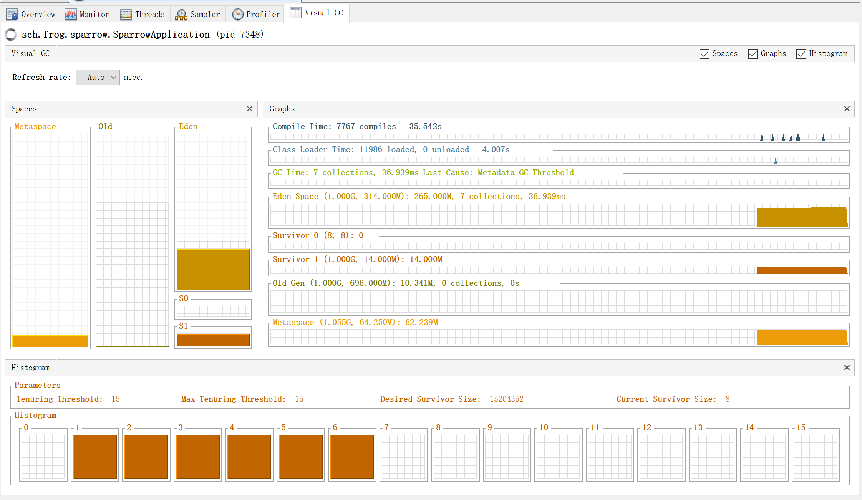 Overview Monitor Threads Sampler Profiler Visual GC
sch.frog.sparrow.SparrowApplication (pid 7348)
Visual GC Spaces Graphs Histogram
Refresh rate: Auto msec.
Spaces Graphs
Metaspace Old Eden
S0
S1
Compile Time: 7767 compiles - 35.542s
Class Loader Time: 11986 loaded, 0 unloaded - 4.007s
GC Time: 7 collections, 36.939ms Last Cause: Metadata GC Threshold
Eden Space (1.000G, 314.000M): 265.000M, 7 collections, 36.939ms
Survivor 0 (8, 8): 0
Survivor 1 (1.000G, 14.000M): 14.000M
Old Gen (1.000G, 696.000M): 10.341M, 0 collections, 0s
Metaspace (1.055G, 64.250M): 62.239M
Histogram
Parameters
Tenuring Threshold: 15 Max Tenuring Threshold: 15 Desired Survivor Size: 15204352 Current Survivor Size: 8
Histogram
0 1 2 3 4 5 6 7 8 9 10 11 12 13 14 15